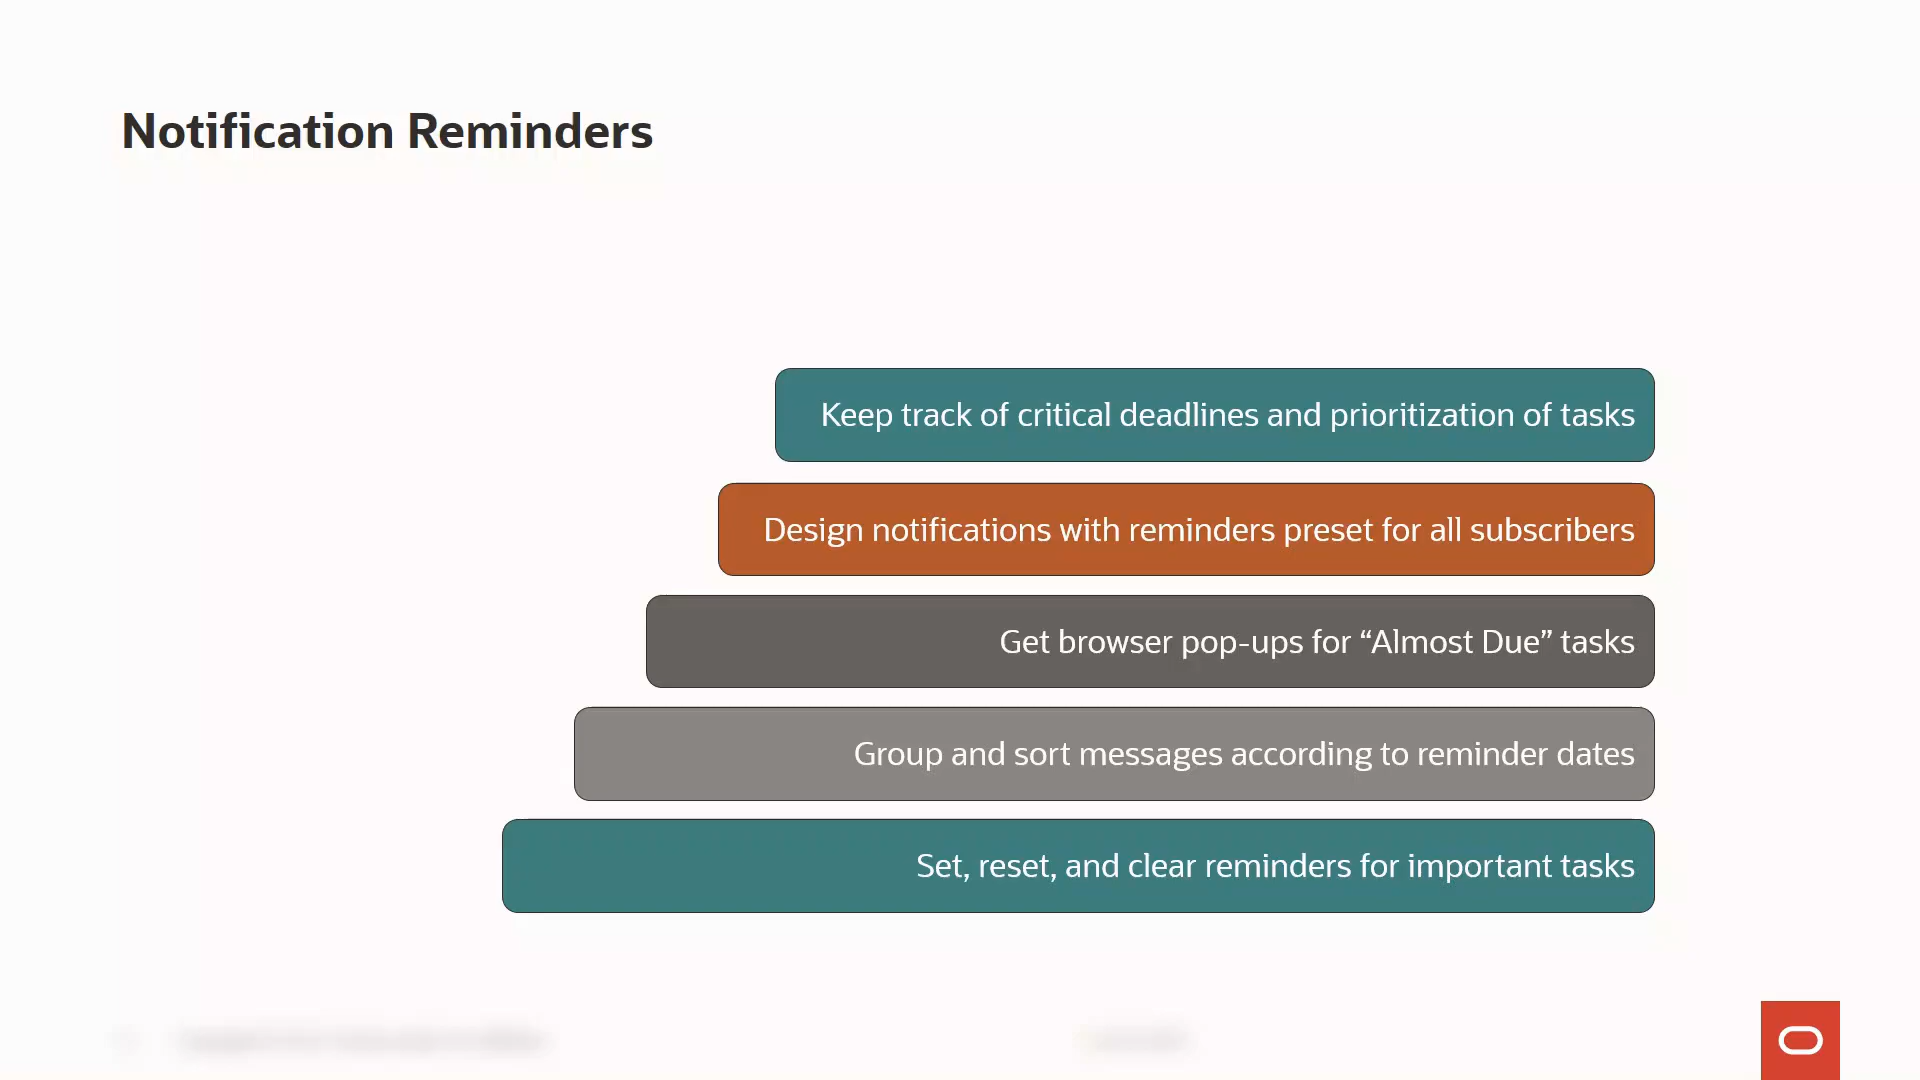 Notification Reminders
Keep track of critical deadlines and prioritization of tasks
Design notifications with reminders preset for all subscribers
Get browser pop-ups for “Almost Due” tasks
Group and sort messages according to reminder dates
Set, reset, and clear reminders for important tasks